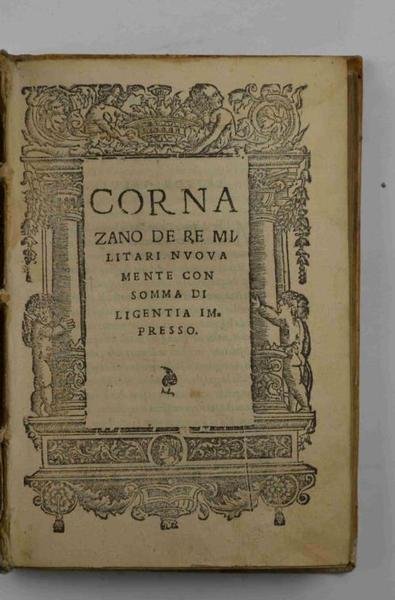 CORNA
ZANO DE RE MI,
LITARI NVOVA
MENTE CON
SOMMA DI
LIGENTIA IM-
PRESSO.